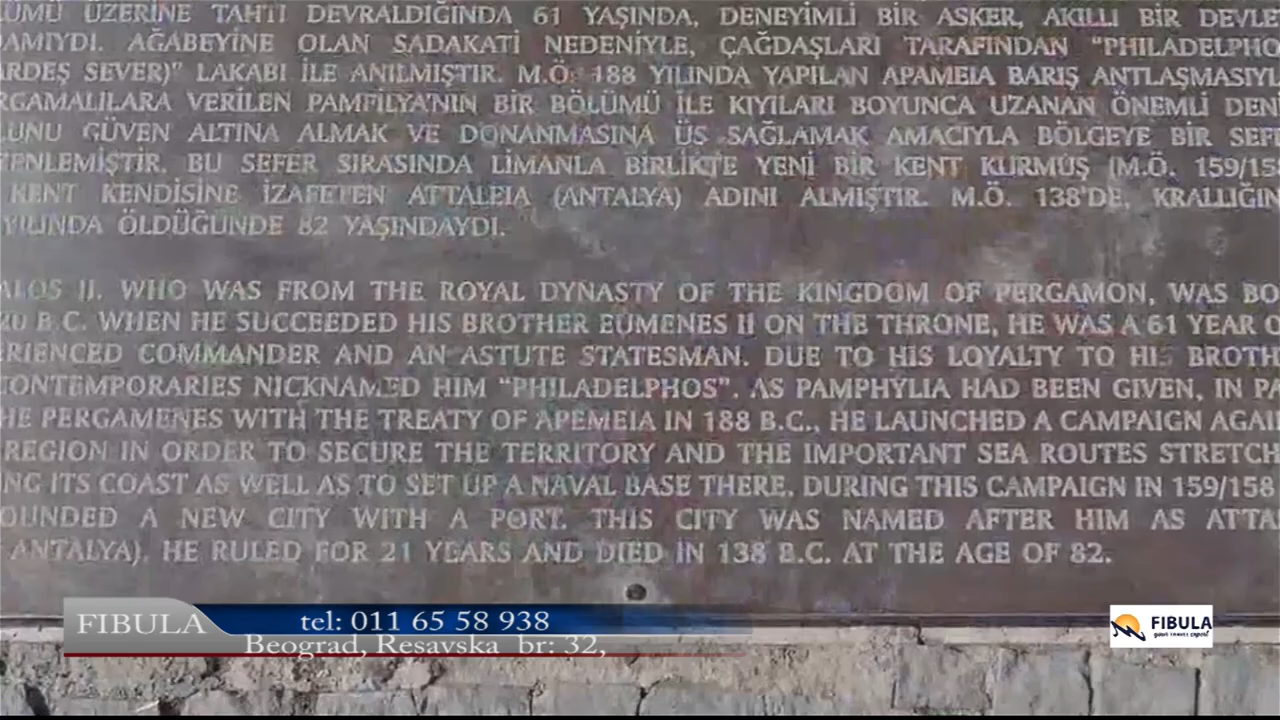 ÜZERİNE TAHTI DEVRALDIĞINDA 61 YAŞINDA, DENEYİMLİ BİR ASKER, AKILLI BİR DEVLE
AMIYDI. AĞABEYİNE OLAN SADAKATİ NEDENİYLE, ÇAĞDAŞLARI TARAFINDAN “PHILADELPHO
ARDEŞ SEVER)” LAKABI İLE ANILMIŞTIR. M.Ö. 188 YILINDA YAPILAN APAMEIA BARIŞ ANTLAŞMASIYL
RGAMALILARA VERİLEN PAMFİLYA'NIN BİR BÖLÜMÜ İLE KIYILARI BOYUNCA UZANAN ÖNEMLİ DENİ
LUNU GÜVEN ALTINA ALMAK VE DONANMASINA ÜS SAĞLAMAK AMACIYLA BÖLGEYE BİR SEFE
ZENLEMİŞTİR. BU SEFER SIRASINDA LİMANLA BİRLİKTE YENİ BİR KENT KURMUŞ (M.Ö. 159/158
KENT KENDİSİNE İZAFETEN ATTALEIA (ANTALYA) ADINI ALMIŞTIR. M.Ö. 138'DE, KRALLIĞIN
YILINDA ÖLDÜĞÜNDE 82 YAŞINDAYDI.
ALOS II. WHO WAS FROM THE ROYAL DYNASTY OF THE KINGDOM OF PERGAMON, WAS BO
20 B.C. WHEN HE SUCCEEDED HIS BROTHER EUMENES II ON THE THRONE, HE WAS A 61 YEAR O
ERIENCED COMMANDER AND AN ASTUTE STATESMAN. DUE TO HIS LOYALTY TO HIS BROTH
CONTEMPORARIES NICKNAMED HIM “PHILADELPHOS”. AS PAMPHYLIA HAD BEEN GIVEN, IN PA
HE PERGAMENES WITH THE TREATY OF APEMEIA IN 188 B.C., HE LAUNCHED A CAMPAIGN AGAI
REGION IN ORDER TO SECURE THE TERRITORY AND THE IMPORTANT SEA ROUTES STRETCH
NG ITS COAST AS WELL AS TO SET UP A NAVAL BASE THERE. DURING THIS CAMPAIGN IN 159/158
OUNDED A NEW CITY WITH A PORT. THIS CITY WAS NAMED AFTER HIM AS ATTA
ANTALYA). HE RULED FOR 21 YEARS AND DIED IN 138 B.C. AT THE AGE OF 82.
FIBULA tel: 011 65 58 938
Beograd, Resavska br: 32,
FIBULA